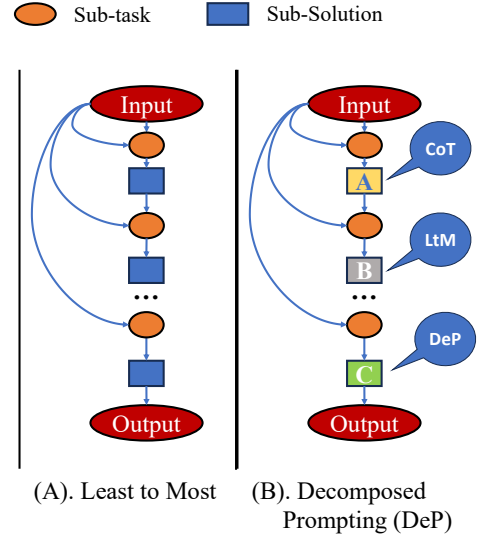 Sub-task
Sub-Solution
Input
...
Output
(A). Least to Most
Input
CoT
A
LtM
B
...
DeP
C
Output
(B). Decomposed
Prompting (DeP)